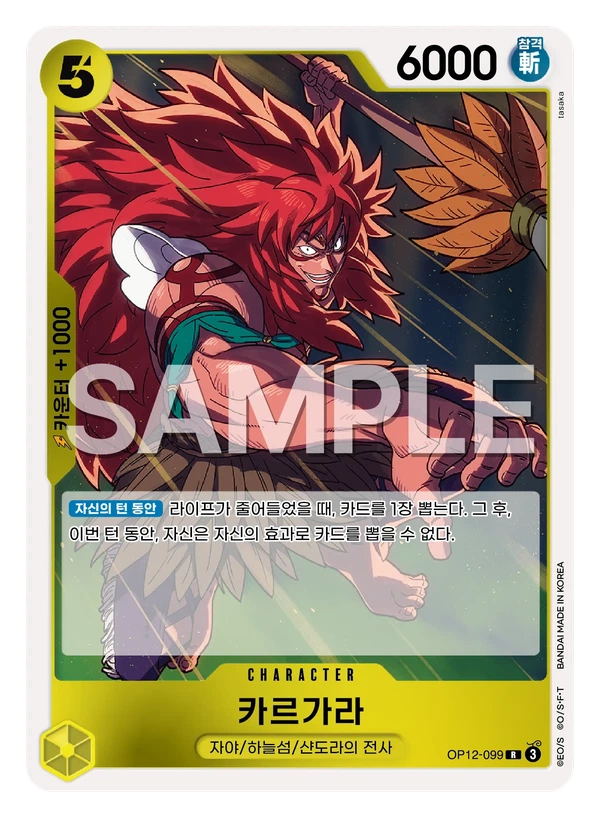 5
6000
참격
斬
tasaka
카운터 +1000
SAMPLE
자신의 턴 동안 라이프가 줄어들었을 때, 카드를 1장 뽑는다. 그 후,
이번 턴 동안, 자신은 자신의 효과로 카드를 뽑을 수 없다.
CHARACTER
카르가라
자야/하늘섬/샨도라의 전사
OP12-099 R 3
©EO/S ©O/S·F·T BANDAI MADE IN KOREA